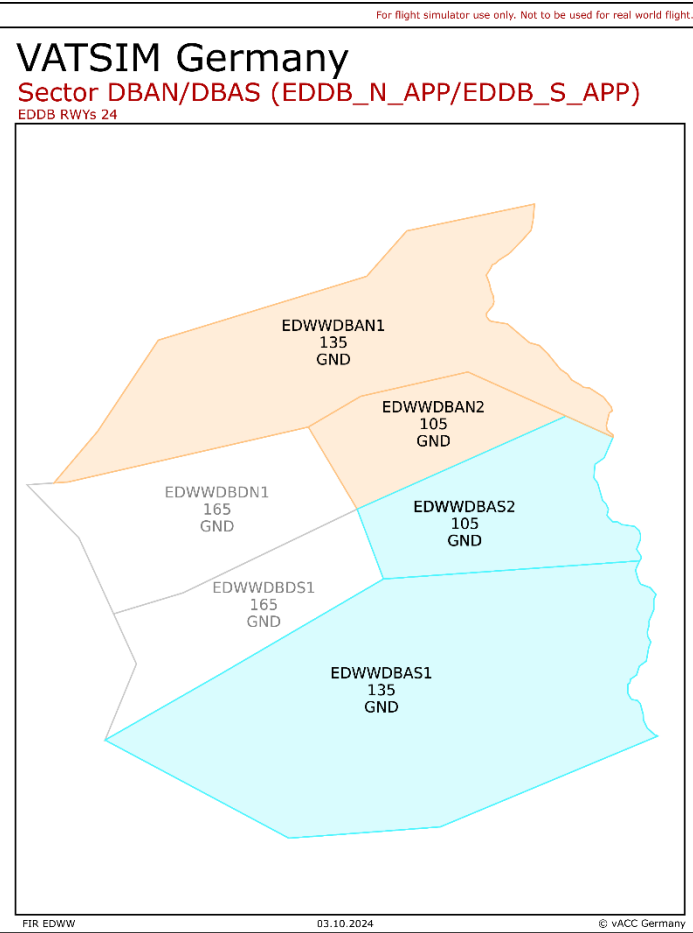 For flight simulator use only. Not to be used for real world flight.
VATSIM Germany
Sector DBAN/DBAS (EDDB_N_APP/EDDB_S_APP)
EDDB RWYs 24
EDWWDBAN1
135
GND
EDWWDBAN2
105
GND
EDWWDBDN1
165
GND
EDWWDBAS2
105
GND
EDWWDBDS1
165
GND
EDWWDBAS1
135
GND
FIR EDWW
03.10.2024
© vACC Germany